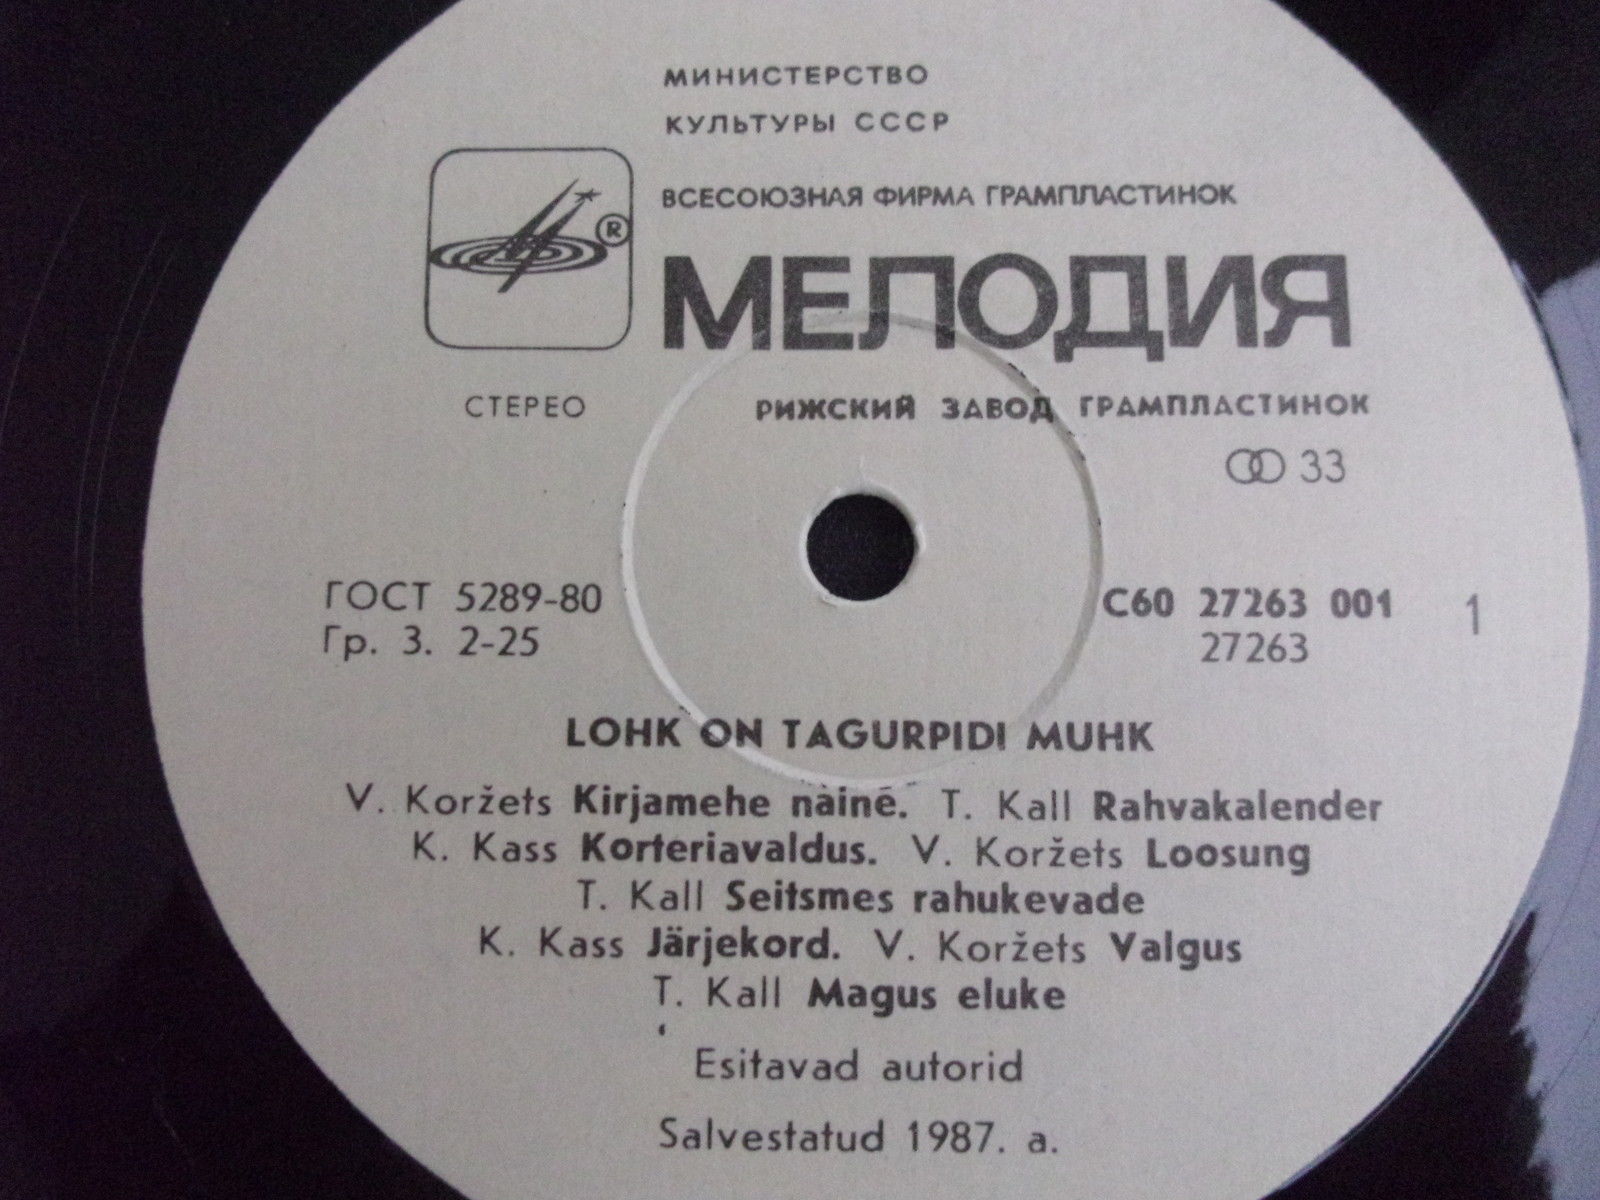 МИНИСТЕРСТВО
КУЛЬТУРЫ СССР
ВСЕСОЮЗНАЯ ФИРМА ГРАМПЛАСТИНОК
®
МЕЛОДИЯ
СТЕРЕО
РИЖСКИЙ ЗАВОД ГРАМПЛАСТИНОК
33
ГОСТ 5289-80
Гр. 3. 2-25
С60 27263 001
27263
1
LOHK ON TAGURPIDI MUHK
V. Koržets Kirjamehe naine. T. Kall Rahvakalender
K. Kass Korteriavaldus. V. Koržets Loosung
T. Kall Seitsmes rahukevade
K. Kass Järjekord. V. Koržets Valgus
T. Kall Magus eluke
Esitavad autorid
Salvestatud 1987. a.